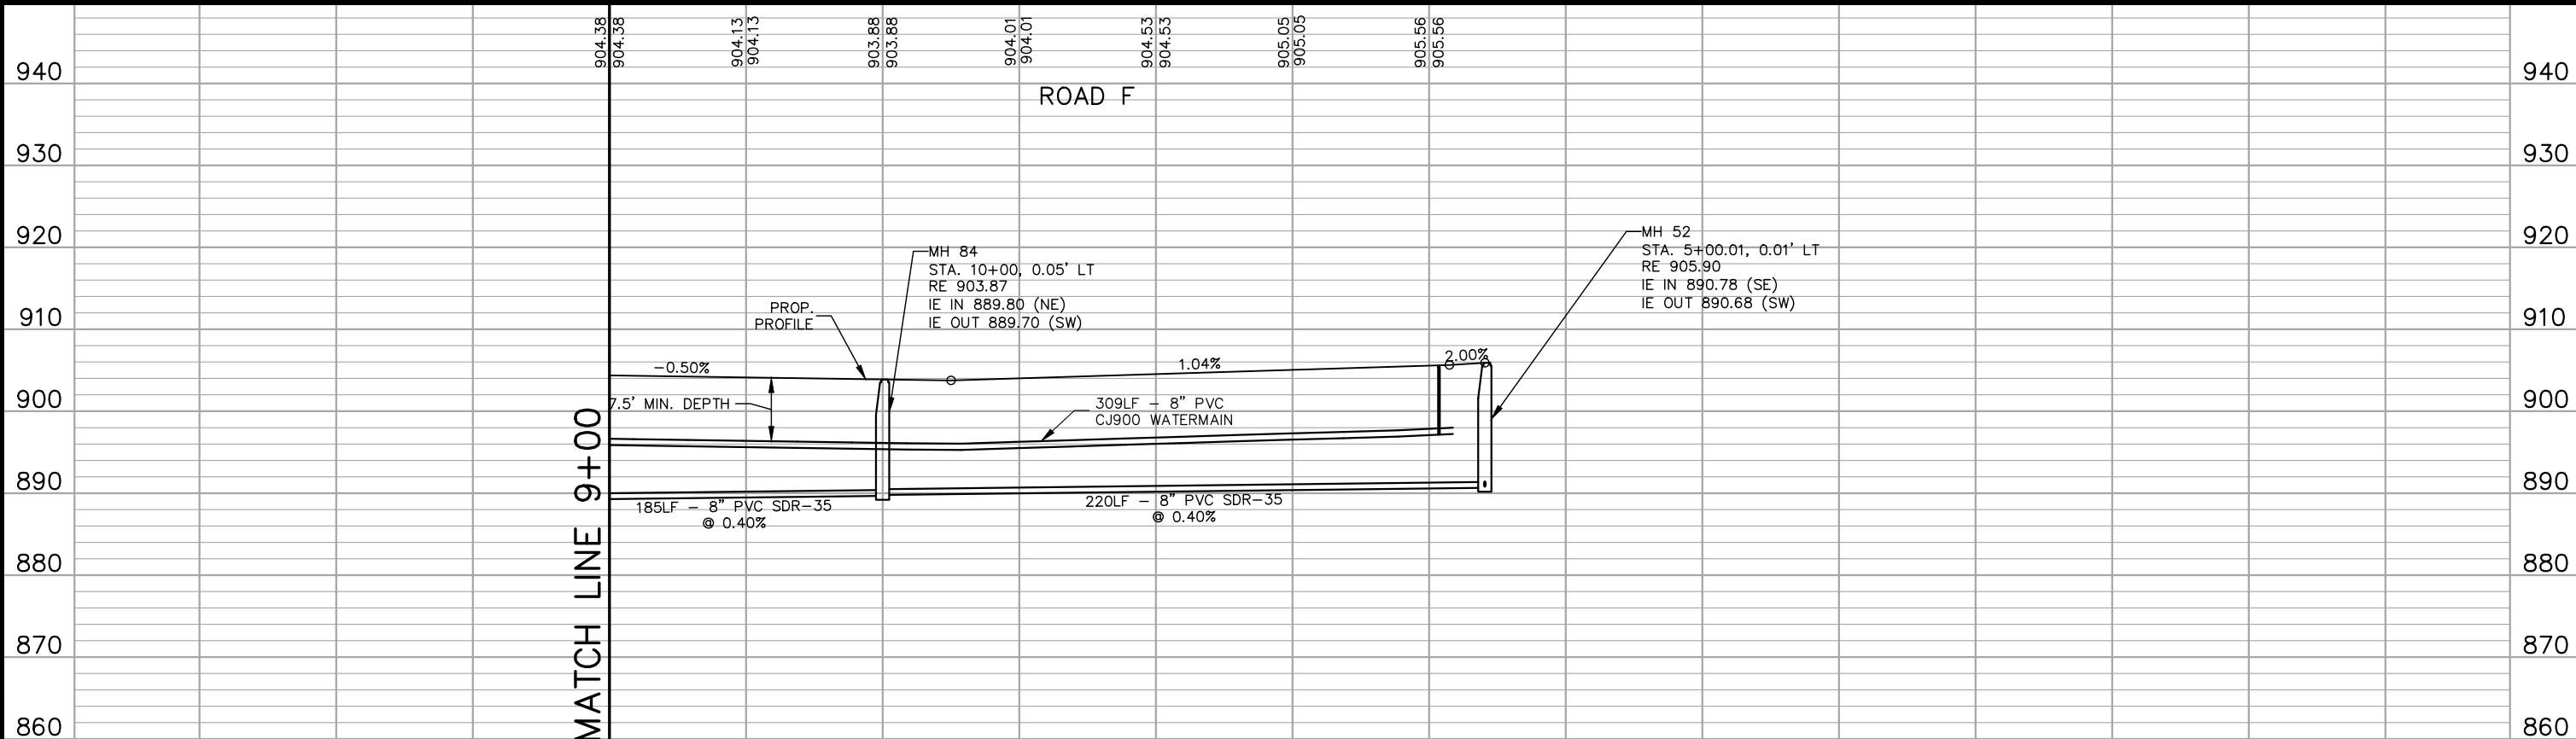 904.38
904.38
904.13
904.13
903.88
903.88
904.01
904.01
904.53
904.53
905.05
905.05
905.56
905.56
940
940
ROAD F
930
930
920
920
MH 52
STA. 5+00.01, 0.01' LT
RE 905.90
IE IN 890.78 (SE)
IE OUT 890.68 (SW)
MH 84
STA. 10+00, 0.05' LT
RE 903.87
IE IN 889.80 (NE)
IE OUT 889.70 (SW)
PROP.
PROFILE
910
910
-0.50%
1.04%
2.00%
900
900
7.5' MIN. DEPTH
309LF - 8" PVC
CJ900 WATERMAIN
890
890
185LF - 8" PVC SDR-35
@ 0.40%
220LF - 8" PVC SDR-35
@ 0.40%
MATCH LINE 9+00
880
880
870
870
860
860